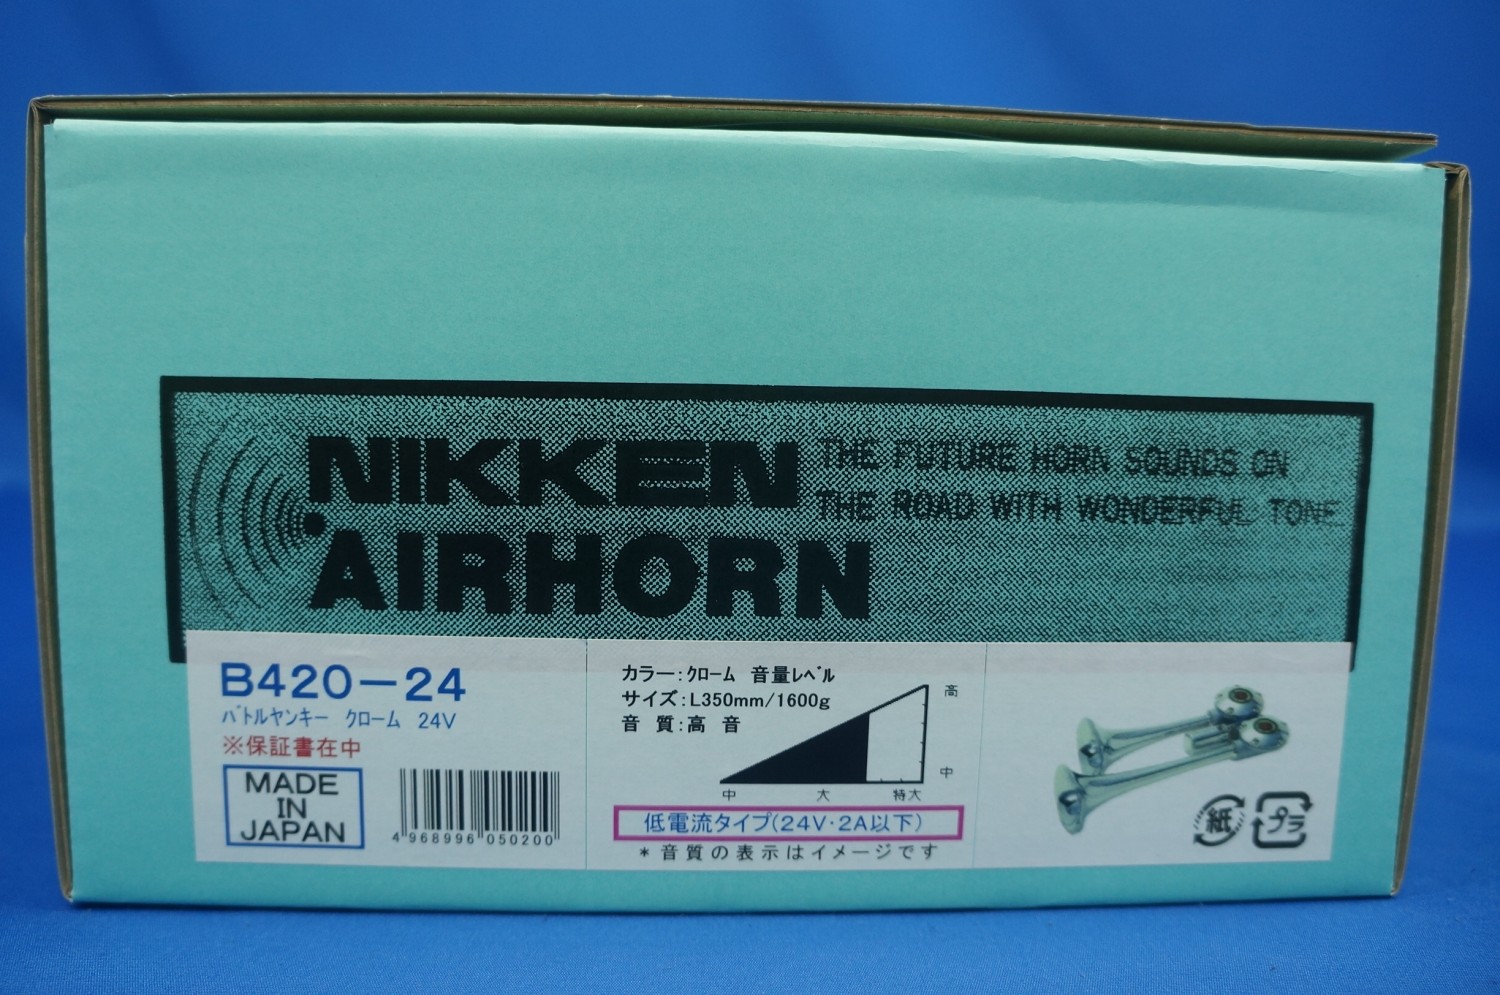 NIKKEN
AIRHORN
THE FUTURE HORN SOUNDS ON
THE ROAD WITH WONDERFUL TONE
B420-24
バトルヤンキー クローム 24V
※保証書在中
MADE
IN
JAPAN
4 968996 050200
カラー:クローム 音量レベル
サイズ:L350mm/1600g
音 質:高 音
高
中
中 大 特大
低電流タイプ(24V・2A以下)
*音質の表示はイメージです
紙
プラ